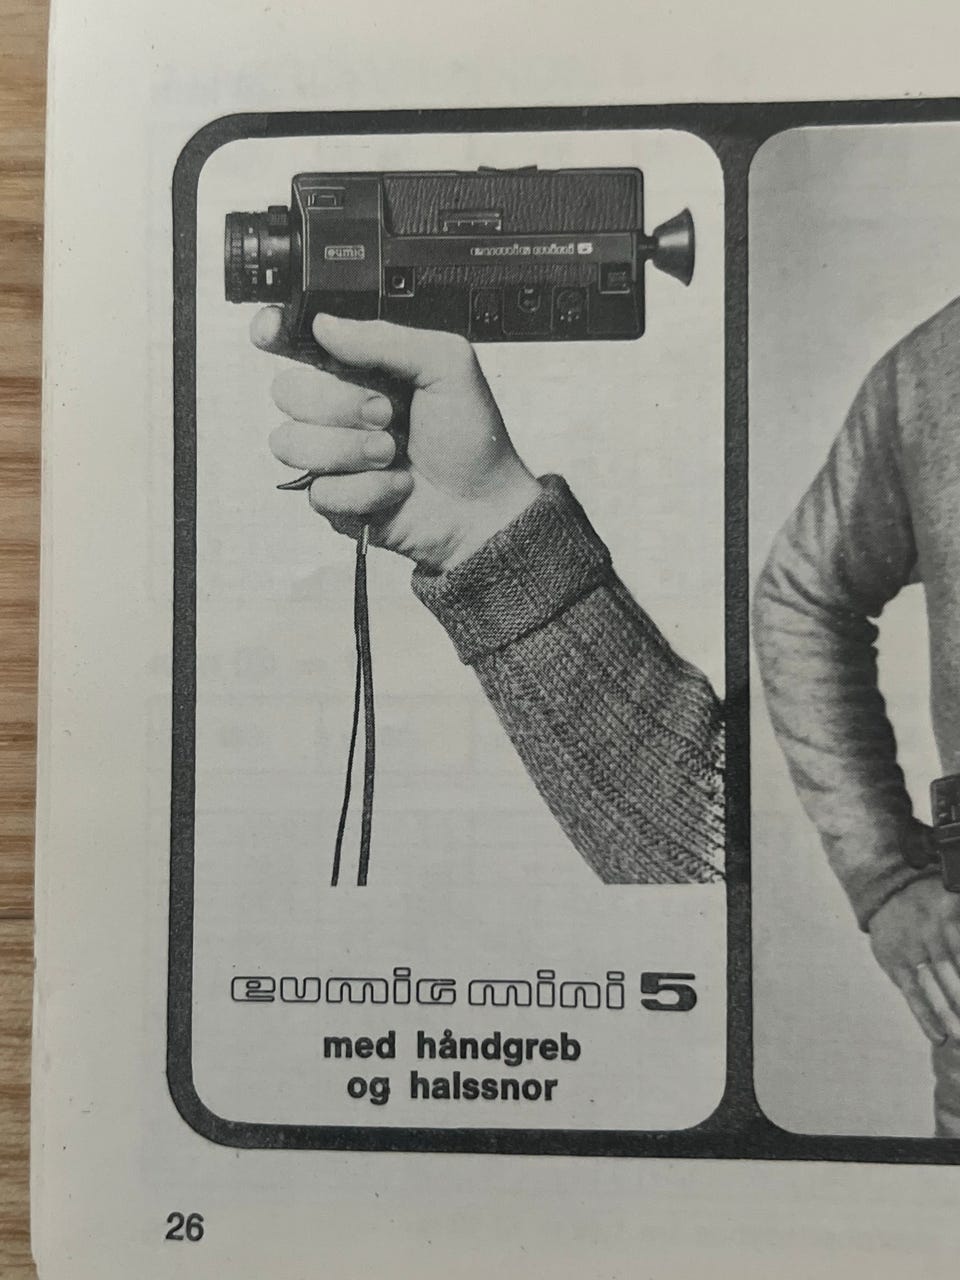 eumig
eumig mini 5
eumig mini 5
med håndgreb
og halssnor
26